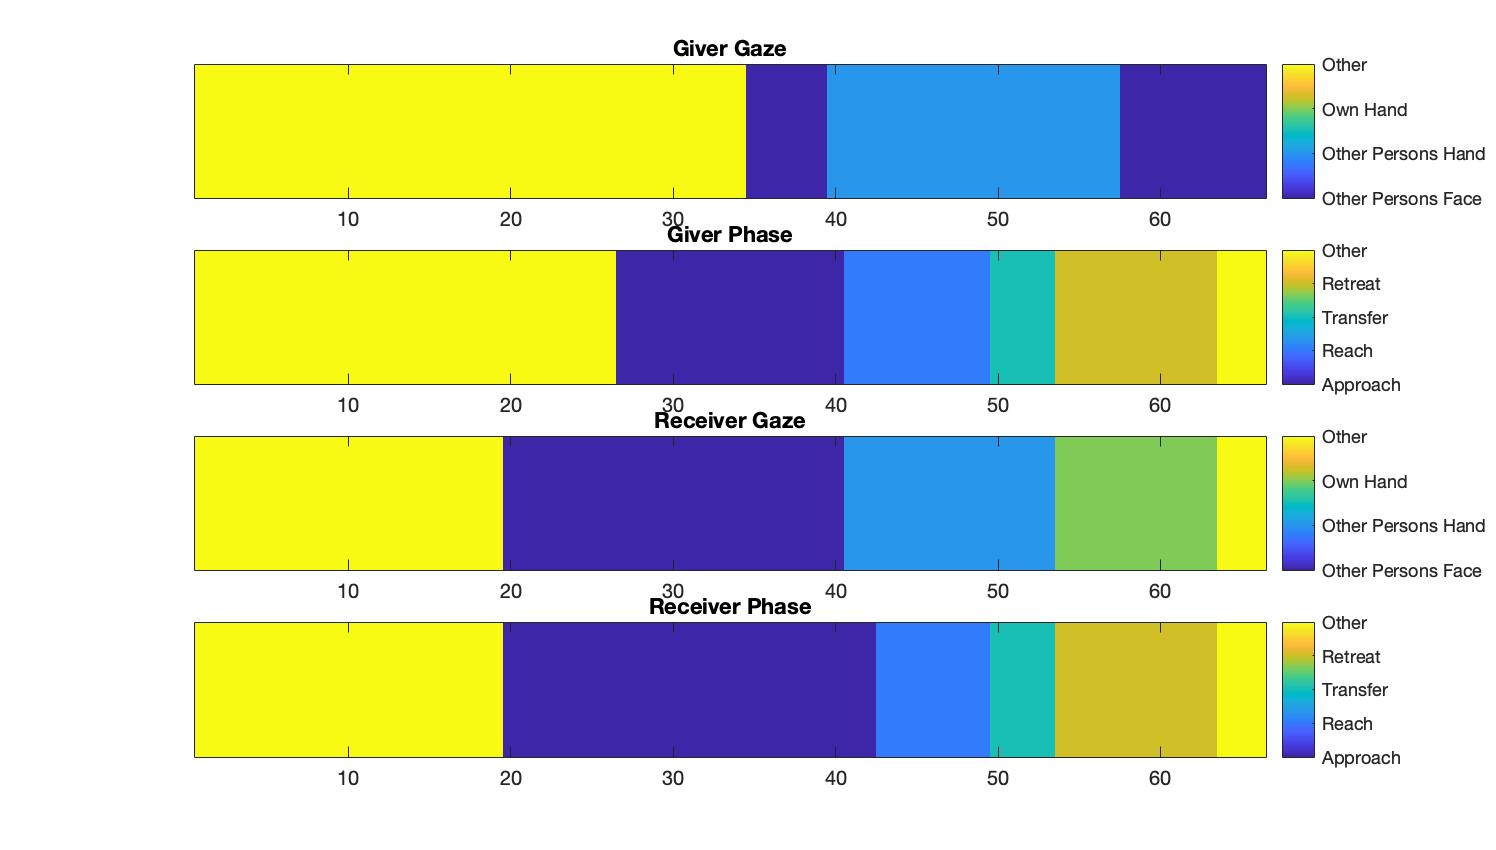 Giver Gaze
Other
Own Hand
Other Persons Hand
Other Persons Face
10 20 30 40 50 60
Giver Phase
Other
Retreat
Transfer
Reach
Approach
10 20 30 40 50 60
Receiver Gaze
Other
Own Hand
Other Persons Hand
Other Persons Face
10 20 30 40 50 60
Receiver Phase
Other
Retreat
Transfer
Reach
Approach
10 20 30 40 50 60